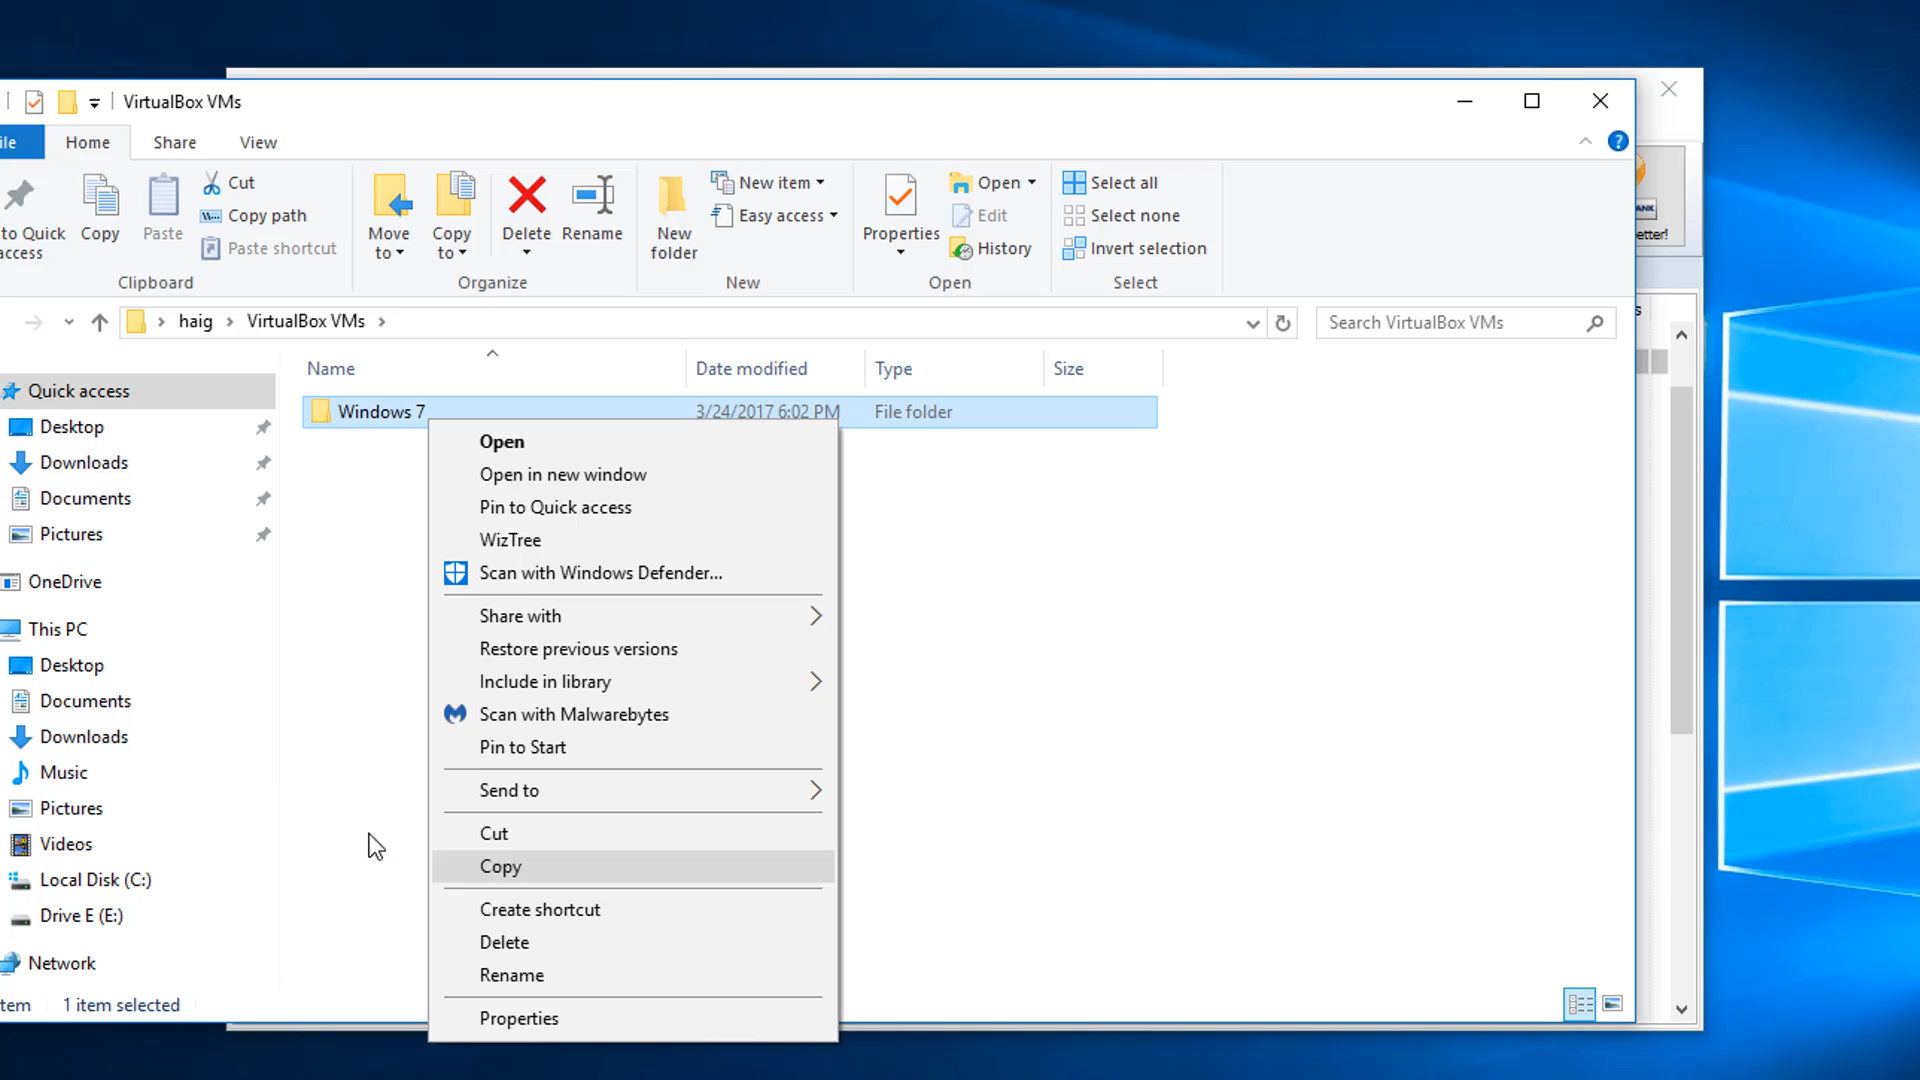 VirtualBox VMs
ile
Home
Share
View
to Quick
access
Copy
Paste
Cut
Copy path
Paste shortcut
Clipboard
Move
to
Copy
to
Delete
Rename
Organize
New
folder
New item
Easy access
New
Properties
Open
Edit
History
Open
Select all
Select none
Invert selection
Select
ANK
etter!
haig
VirtualBox VMs
Search VirtualBox VMs
s
Name
Date modified
Type
Size
Windows 7
3/24/2017 6:02 PM
File folder
Quick access
Desktop
Downloads
Documents
Pictures
OneDrive
This PC
Desktop
Documents
Downloads
Music
Pictures
Videos
Local Disk (C:)
Drive E (E:)
Network
Open
Open in new window
Pin to Quick access
WizTree
Scan with Windows Defender...
Share with
Restore previous versions
Include in library
Scan with Malwarebytes
Pin to Start
Send to
Cut
Copy
Create shortcut
Delete
Rename
Properties
tem
1 item selected